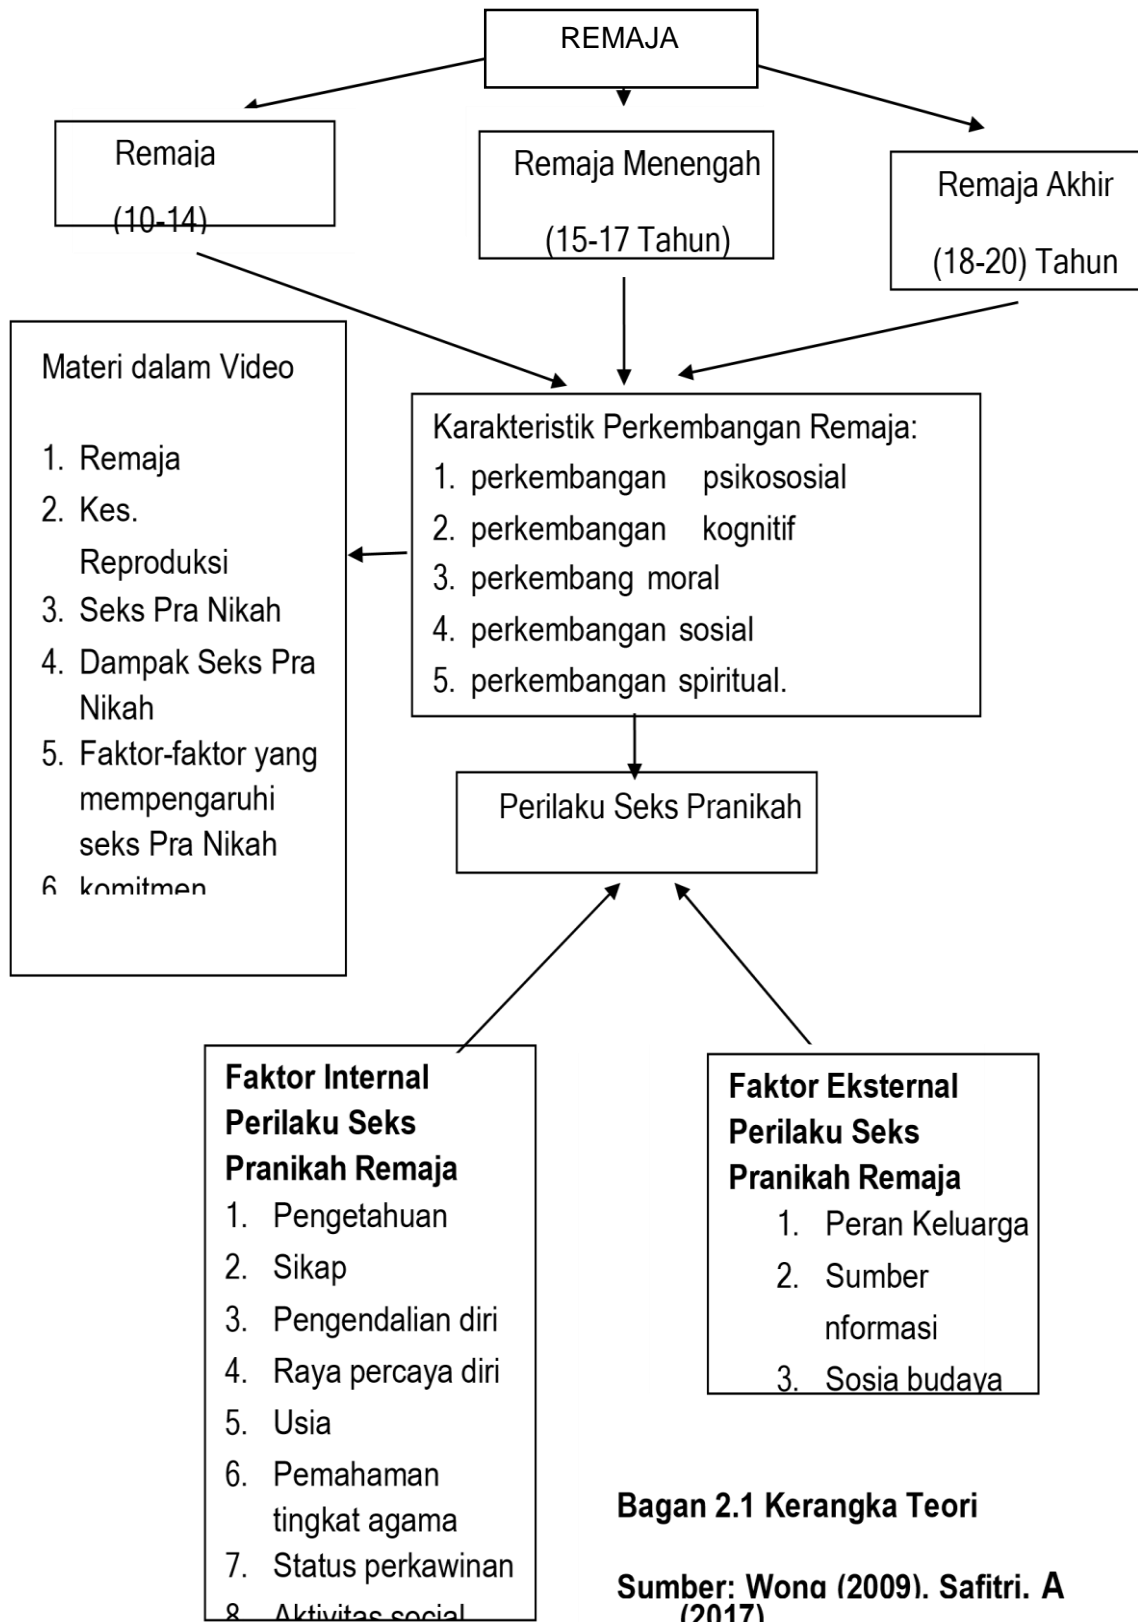 REMAJA
Remaja
(10-14)
Remaja Menengah
(15-17 Tahun)
Remaja Akhir
(18-20) Tahun
Materi dalam Video
1. Remaja
2. Kes.
Reproduksi
3. Seks Pra Nikah
4. Dampak Seks Pra
Nikah
5. Faktor-faktor yang
mempengaruhi
seks Pra Nikah
6 komitmen
Karakteristik Perkembangan Remaja:
1. perkembangan psikososial
2. perkembangan kognitif
3. perkembang moral
4. perkembangan sosial
5. perkembangan spiritual.
Perilaku Seks Pranikah
Faktor Internal
Perilaku Seks
Pranikah Remaja
1. Pengetahuan
2. Sikap
3. Pengendalian diri
4. Raya percaya diri
5. Usia
6. Pemahaman
tingkat agama
7. Status perkawinan
8 Aktivitas social
Faktor Eksternal
Perilaku Seks
Pranikah Remaja
1. Peran Keluarga
2. Sumber
nformasi
3. Sosia budaya
Bagan 2.1 Kerangka Teori
Sumber: Wong (2009). Safitri. A
(2017)